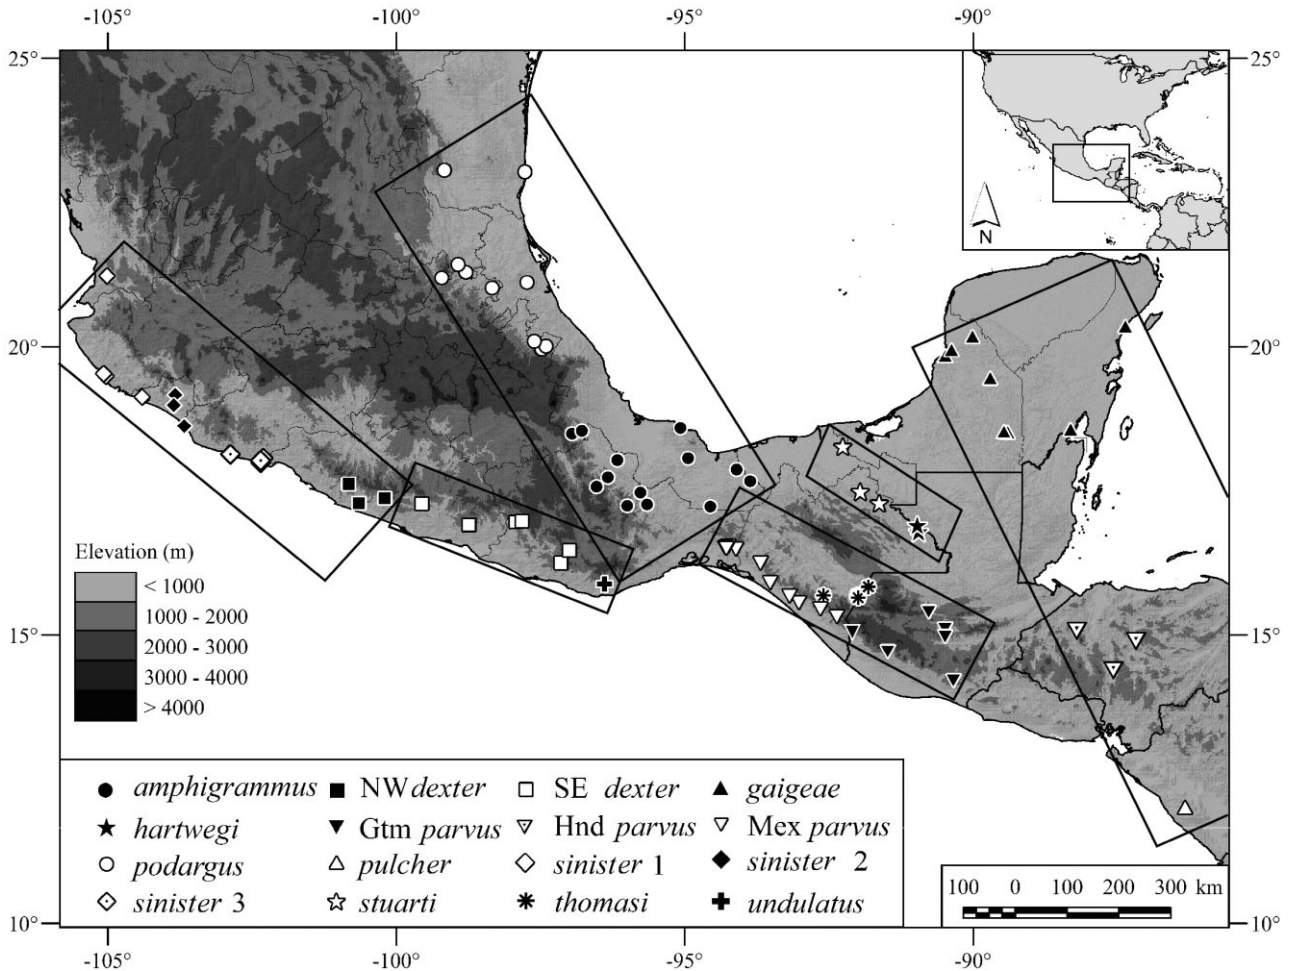 -105° -100° -95° -90°
25° 25°
N
20° 20°
Elevation (m)
< 1000
1000 - 2000
2000 - 3000
3000 - 4000
> 4000
15° 15°
amphigrammus NW dexter SE dexter gaigeae
hartwegi Gtm parvus Hnd parvus Mex parvus
podargus pulcher sinister 1 sinister 2
sinister 3 stuarti thomasi undulatus
100 0 100 200 300 km
10° 10°
-105° -100° -95° -90°